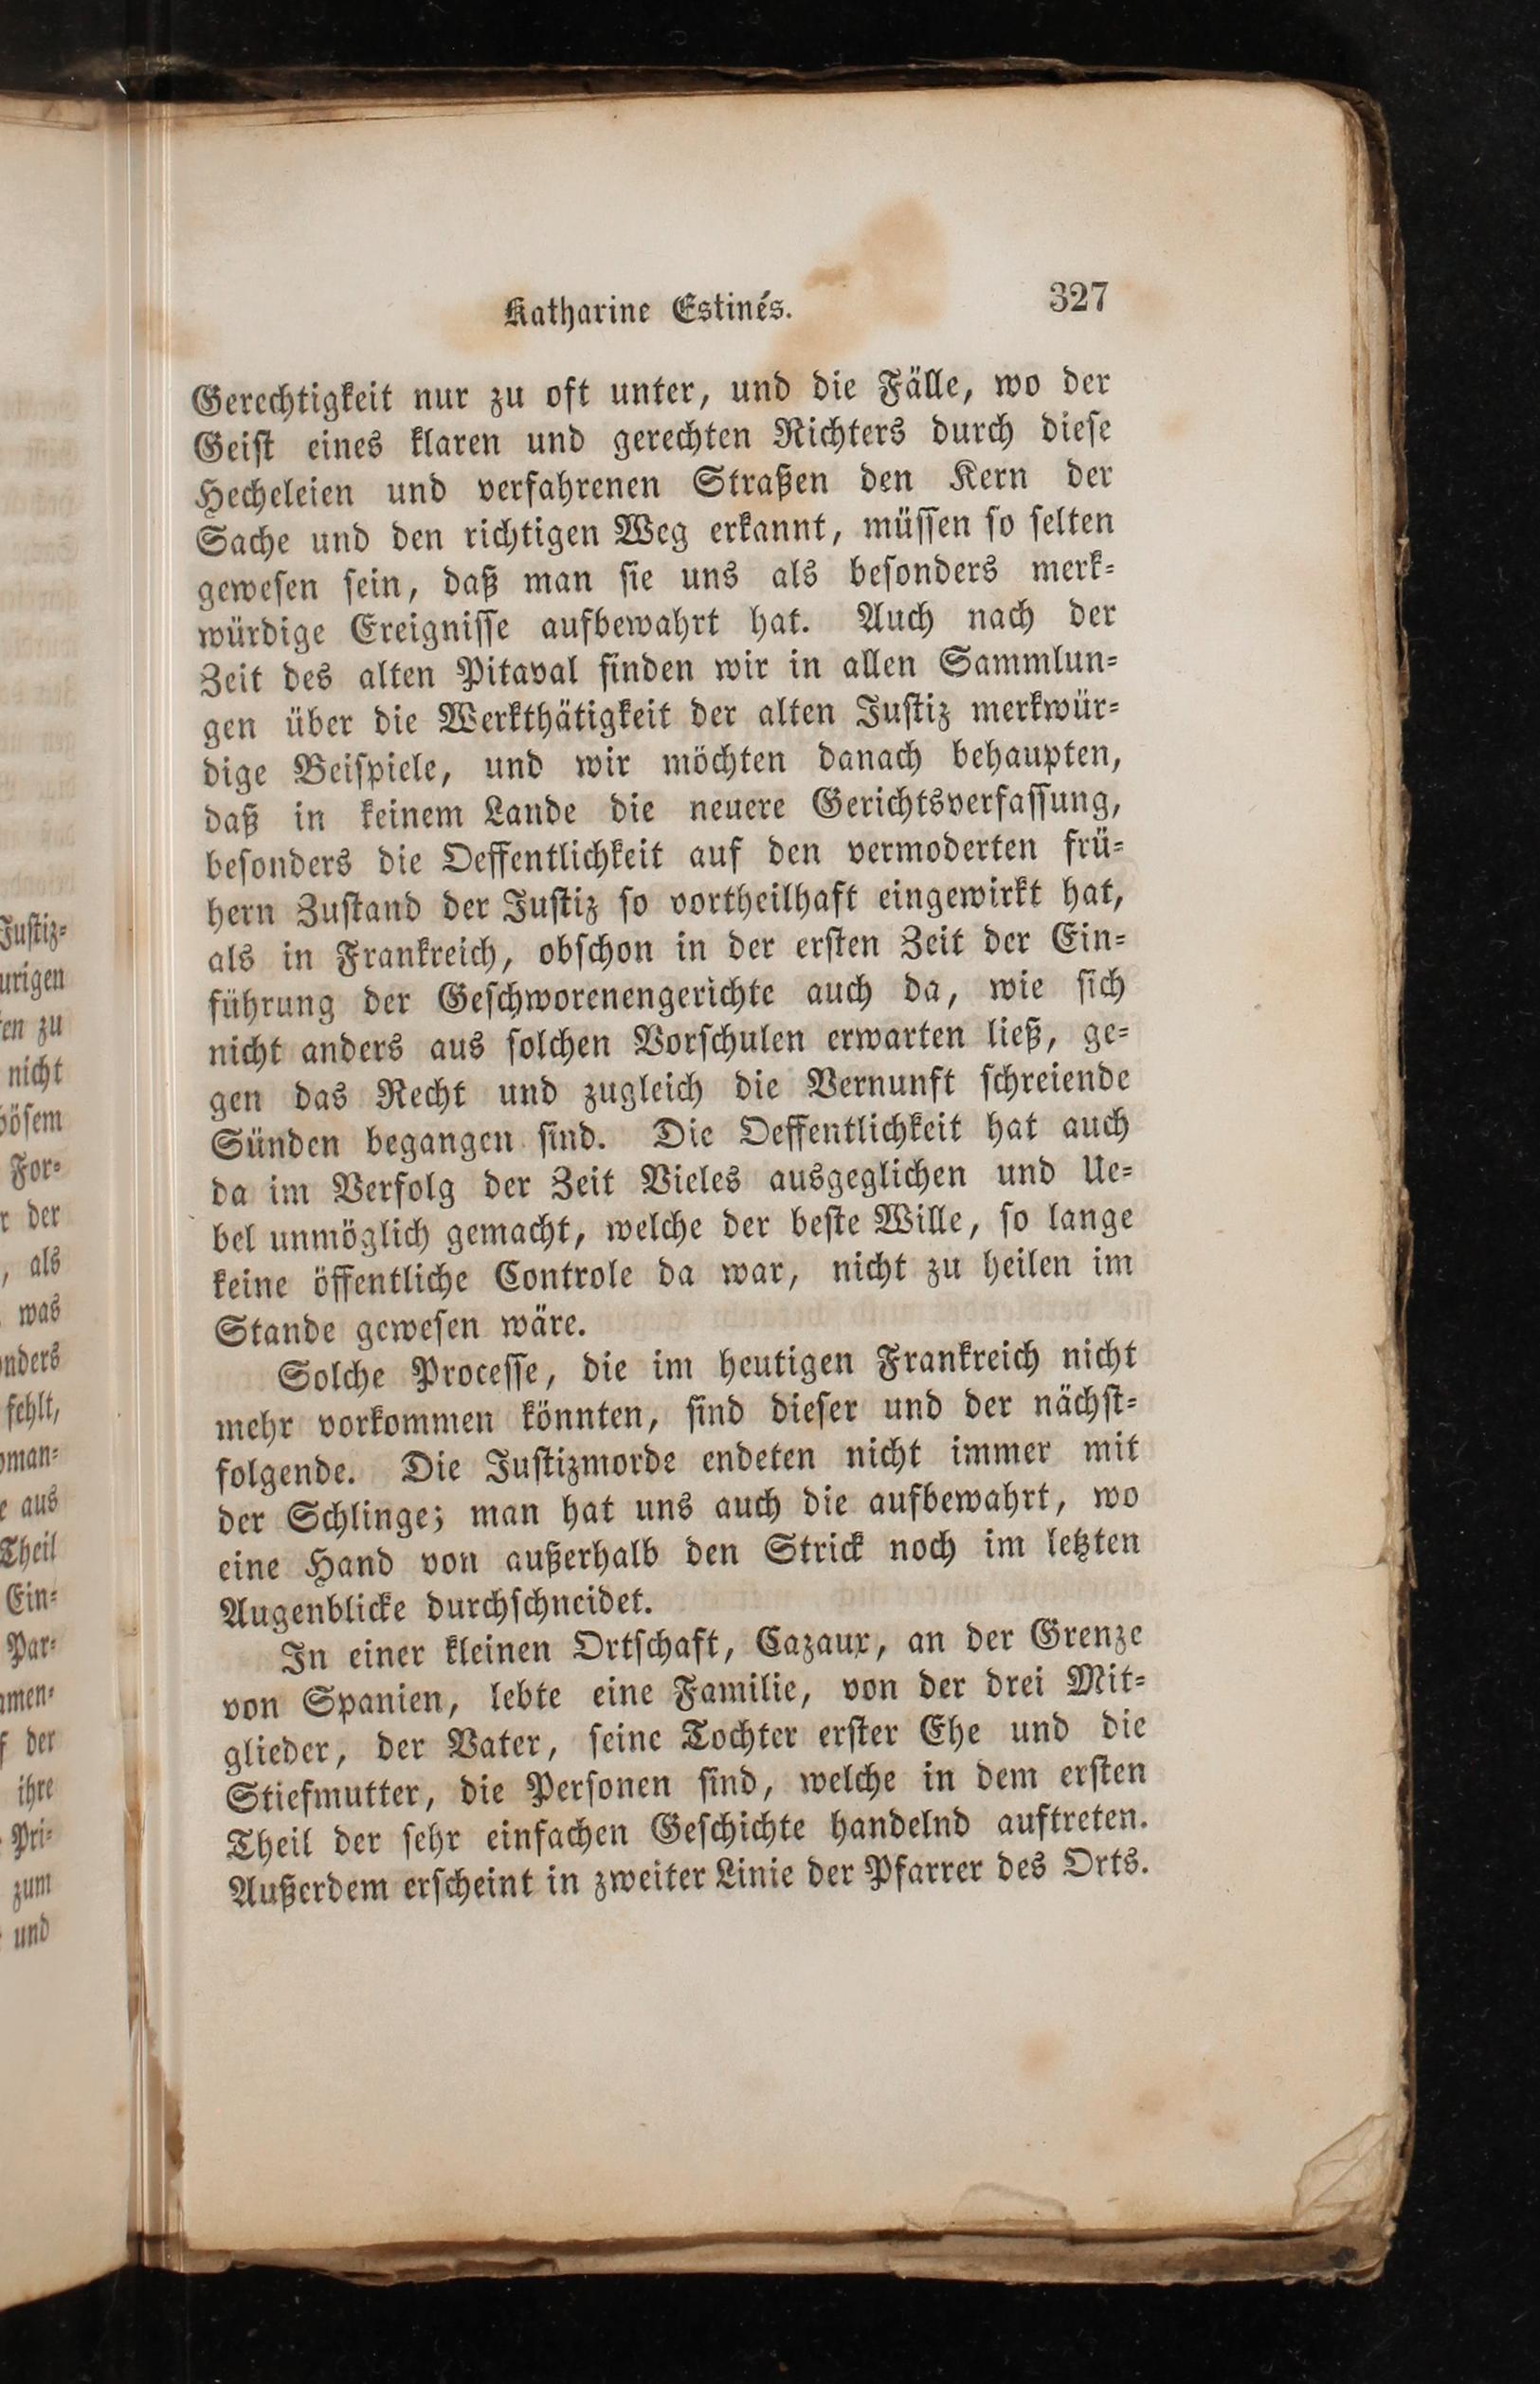 Katharine Estinés. 327
Gerechtigkeit nur zu oft unter, und die Fälle, wo der
Geist eines klaren und gerechten Richters durch diese
Hecheleien und verfahrenen Straßen den Kern der
Sache und den richtigen Weg erkannt, müssen so selten
gewesen sein, daß man sie uns als besonders merk-
würdige Ereignisse aufbewahrt hat. Auch nach der
Zeit des alten Pitaval finden wir in allen Sammlun-
gen über die Werkthätigkeit der alten Justiz merkwür-
dige Beispiele, und wir möchten danach behaupten,
daß in keinem Lande die neuere Gerichtsverfassung,
besonders die Oeffentlichkeit auf den vermoderten frü-
hern Zustand der Justiz so vortheilhaft eingewirkt hat,
als in Frankreich, obschon in der ersten Zeit der Ein-
führung der Geschworenengerichte auch da, wie sich
nicht anders aus solchen Vorschulen erwarten ließ, ge-
gen das Recht und zugleich die Vernunft schreiende
Sünden begangen sind. Die Oeffentlichkeit hat auch
da im Verfolg der Zeit Vieles ausgeglichen und Ue-
bel unmöglich gemacht, welche der beste Wille, so lange
keine öffentliche Controle da war, nicht zu heilen im
Stande gewesen wäre.
Solche Processe, die im heutigen Frankreich nicht
mehr vorkommen könnten, sind dieser und der nächst-
folgende. Die Justizmorde endeten nicht immer mit
der Schlinge; man hat uns auch die aufbewahrt, wo
eine Hand von außerhalb den Strick noch im letzten
Augenblicke durchschneidet.
In einer kleinen Ortschaft, Cazaux, an der Grenze
von Spanien, lebte eine Familie, von der drei Mit-
glieder, der Vater, seine Tochter erster Ehe und die
Stiefmutter, die Personen sind, welche in dem ersten
Theil der sehr einfachen Geschichte handelnd auftreten.
Außerdem erscheint in zweiter Linie der Pfarrer des Orts.